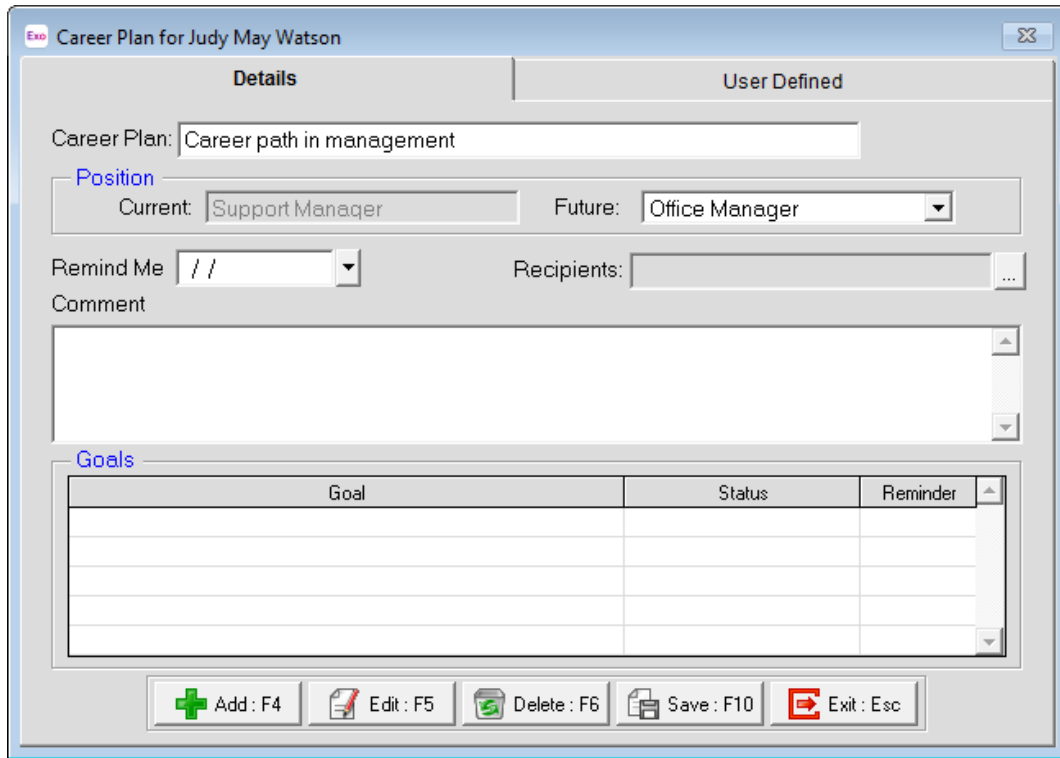 Exo Career Plan for Judy May Watson
Details User Defined
Career Plan: Career path in management
Position
Current: Support Manager Future: Office Manager
Remind Me / / Recipients: ...
Comment
Goals
Goal Status Reminder
Add : F4 Edit : F5 Delete : F6 Save : F10 Exit : Esc